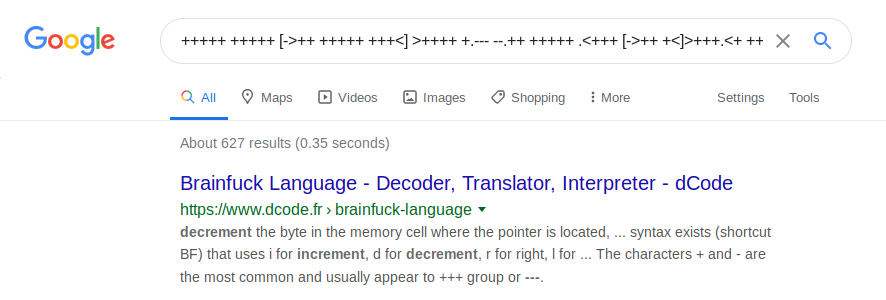 Google +++++ +++++ [->++ +++++ +++<] >++++ +.--- --.++ +++++ .<+++ [->++ +<]>+++.<+ ++
All Maps Videos Images Shopping More Settings Tools
About 627 results (0.35 seconds)
Brainfuck Language - Decoder, Translator, Interpreter - dCode
https://www.dcode.fr › brainfuck-language
decrement the byte in the memory cell where the pointer is located, ... syntax exists (shortcut
BF) that uses i for increment, d for decrement, r for right, l for ... The characters + and - are
the most common and usually appear to +++ group or ---.